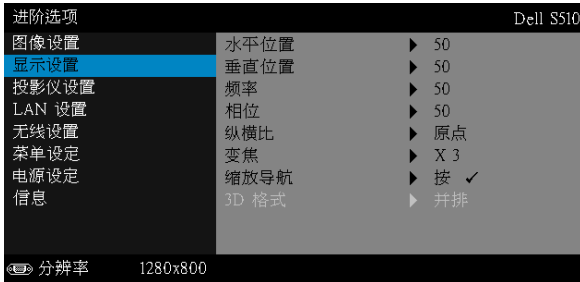 进阶选项 Dell S510
图像设置 水平位置 50
显示设置 垂直位置 50
投影仪设置 频率 50
LAN 设置 相位 50
无线设置 纵横比 原点
菜单设定 变焦 X 3
电源设定 缩放导航 按 ✓
信息 3D 格式 并排
分辨率 1280x800